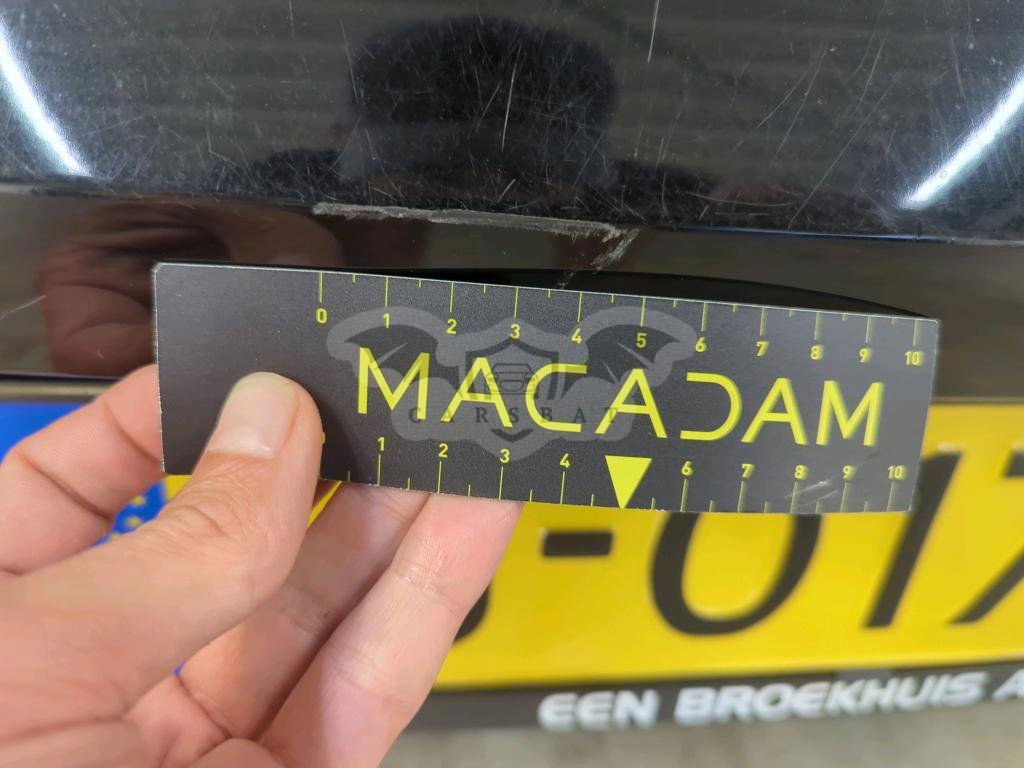 0 1 2 3 4 5 6 7 8 9 10
MACADAM
CARSBAT
1 2 3 4 6 7 8 9 10
-01
EEN BROEKHUIS A